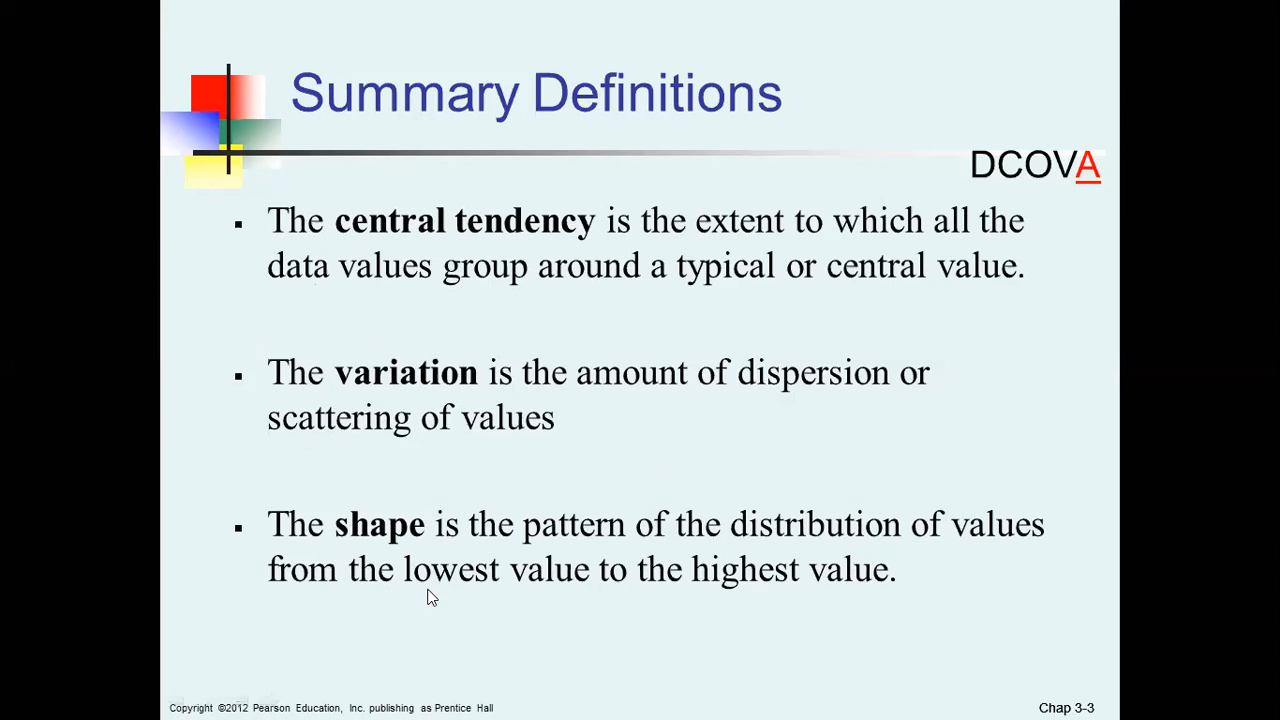 Summary Definitions
DCOVA
▪ The central tendency is the extent to which all the
data values group around a typical or central value.
▪ The variation is the amount of dispersion or
scattering of values
▪ The shape is the pattern of the distribution of values
from the lowest value to the highest value.
Copyright ©2012 Pearson Education, Inc. publishing as Prentice Hall
Chap 3-3